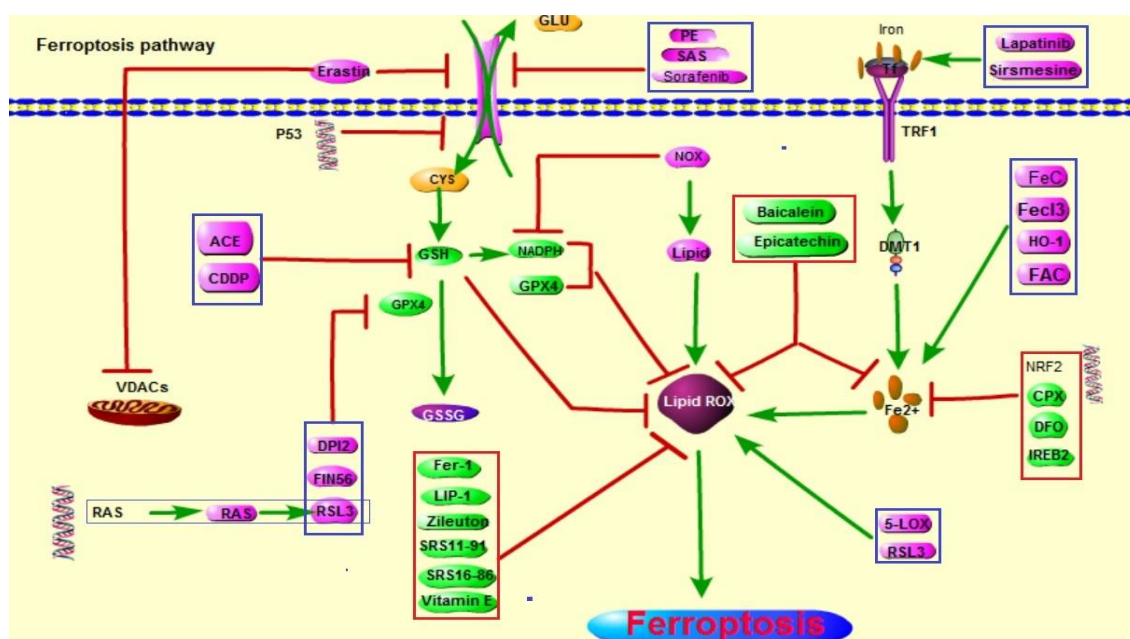 Ferroptosis pathway
GLU
PE
SAS
Sorafenib
Iron
Tf
Lapatinib
Sirsmesine
Erastin
P53
TRF1
CYS
NOX
FeC
Fecl3
HO-1
FAC
Baicalein
Epicatechin
ACE
CDDP
GSH
NADPH
Lipid
DMT1
GPX4
GPX4
VDACs
NRF2
CPX
DFO
IREB2
Lipid ROX
Fe2+
GSSG
DPI2
FIN56
RSL3
RAS
RAS
Fer-1
LIP-1
Zileuton
SRS11-91
SRS16-86
Vitamin E
5-LOX
RSL3
Ferroptosis